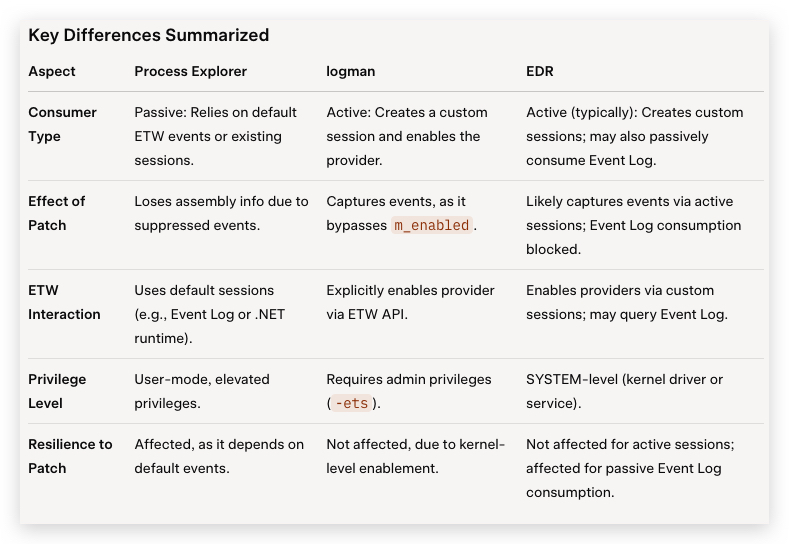 Key Differences Summarized
Aspect Process Explorer logman EDR
Consumer Type
Passive: Relies on default
ETW events or existing
sessions.
Active: Creates a custom
session and enables the
provider.
Active (typically): Creates custom
sessions; may also passively
consume Event Log.
Effect of
Patch
Loses assembly info due to
suppressed events.
Captures events, as it
bypasses m_enabled.
Likely captures events via active
sessions; Event Log consumption
blocked.
ETW
Interaction
Uses default sessions
(e.g., Event Log or .NET
runtime).
Explicitly enables provider
via ETW API.
Enables providers via custom
sessions; may query Event Log.
Privilege
Level
User-mode, elevated
privileges.
Requires admin privileges
(-ets).
SYSTEM-level (kernel driver or
service).
Resilience to
Patch
Affected, as it depends on
default events.
Not affected, due to kernel-
level enablement.
Not affected for active sessions;
affected for passive Event Log
consumption.